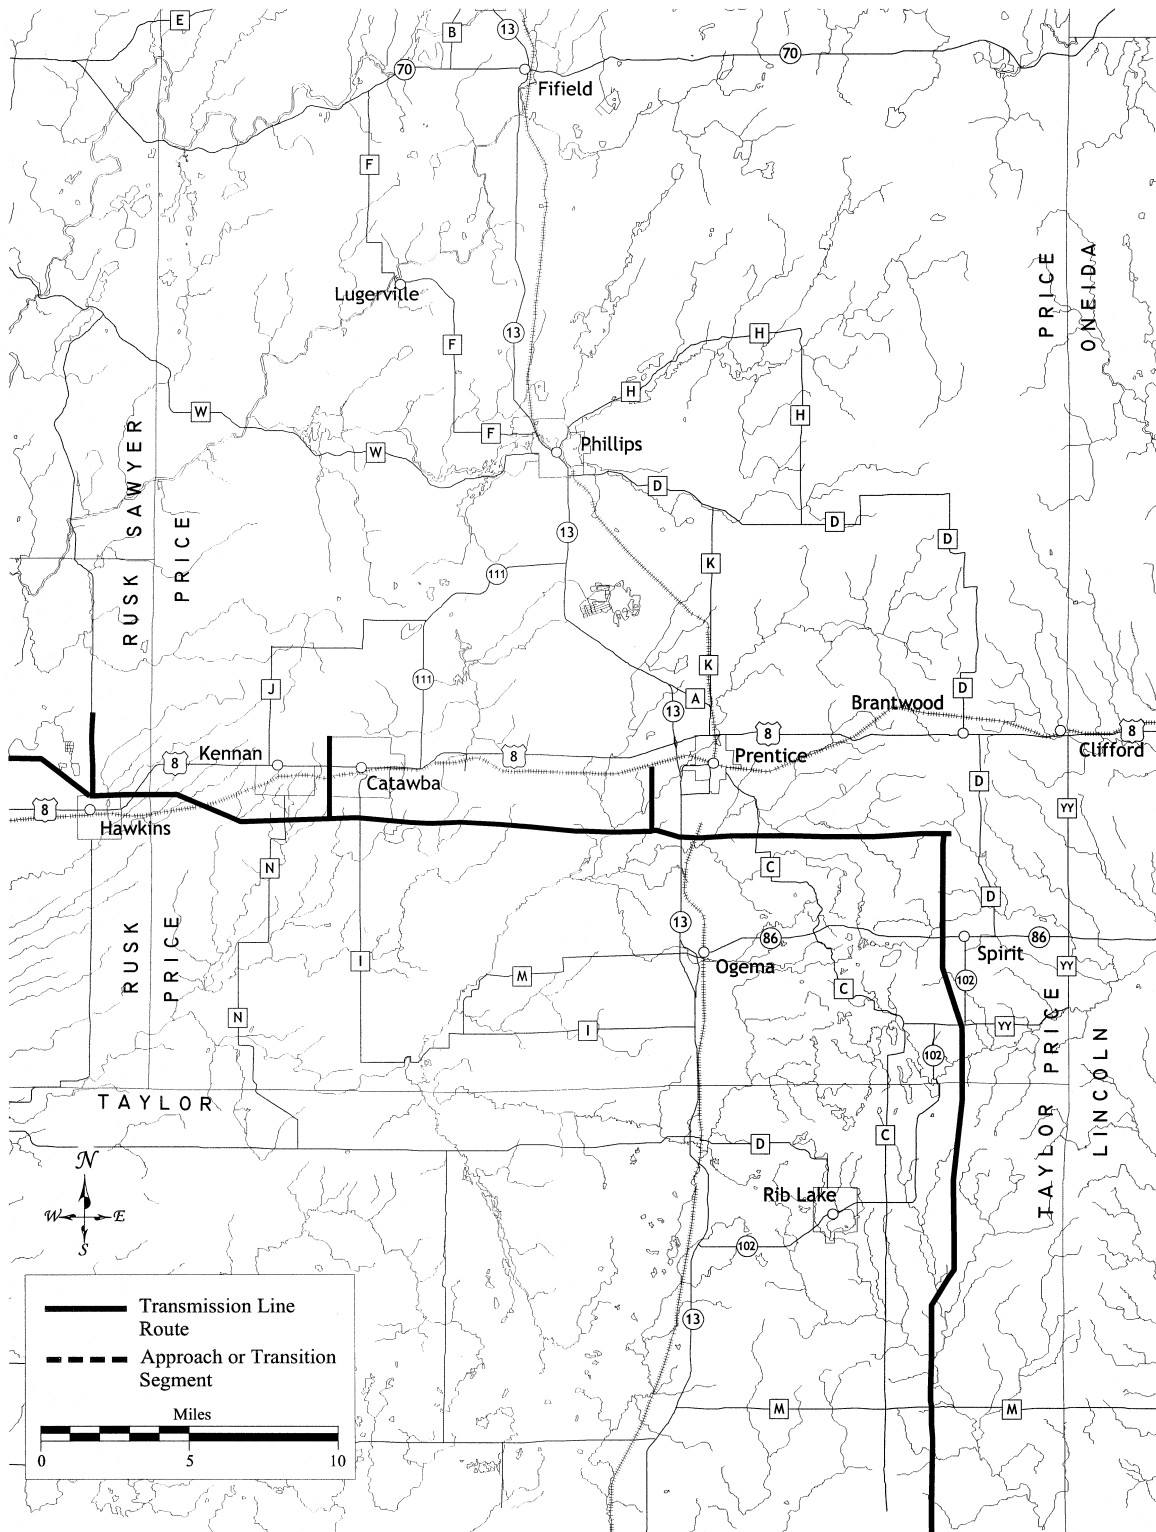 E
B
13
70
70
Fifield
F
Lugerville
PRICE
ONEIDA
13
H
F
H
H
W
F
W
Phillips
SAWYER
D
PRICE
D
13
D
111
K
RUSK
K
111
J
D
A
13
Brantwood
8
8
8
Kennan
8
Prentice
Clifford
Catawba
D
8
YY
Hawkins
N
C
D
13
RUSK
PRICE
86
86
Ogema
Spirit
I
M
YY
102
C
N
I
YY
102
PRICE
LINCOLN
TAYLOR
TAYLOR
C
D
N
W E
S
Rib Lake
102
13
Transmission Line
Route
Approach or Transition
Segment
Miles
0 5 10
M
M